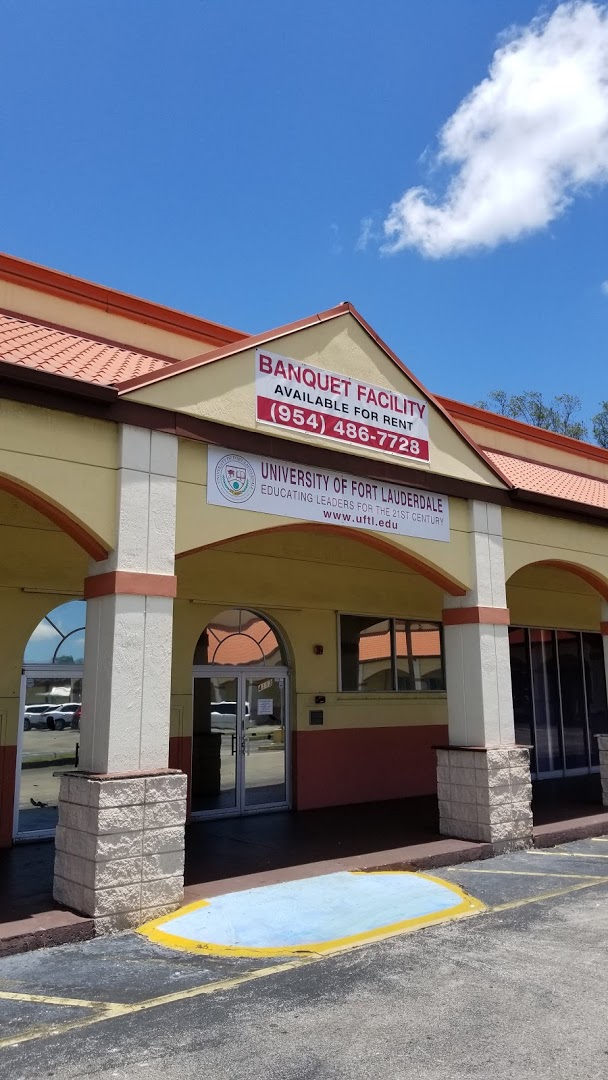 BANQUET FACILITY
AVAILABLE FOR RENT
(954) 486-7728
UNIVERSITY OF FORT LAUDERDALE
EDUCATING LEADERS FOR THE 21ST CENTURY
www.uftl.edu